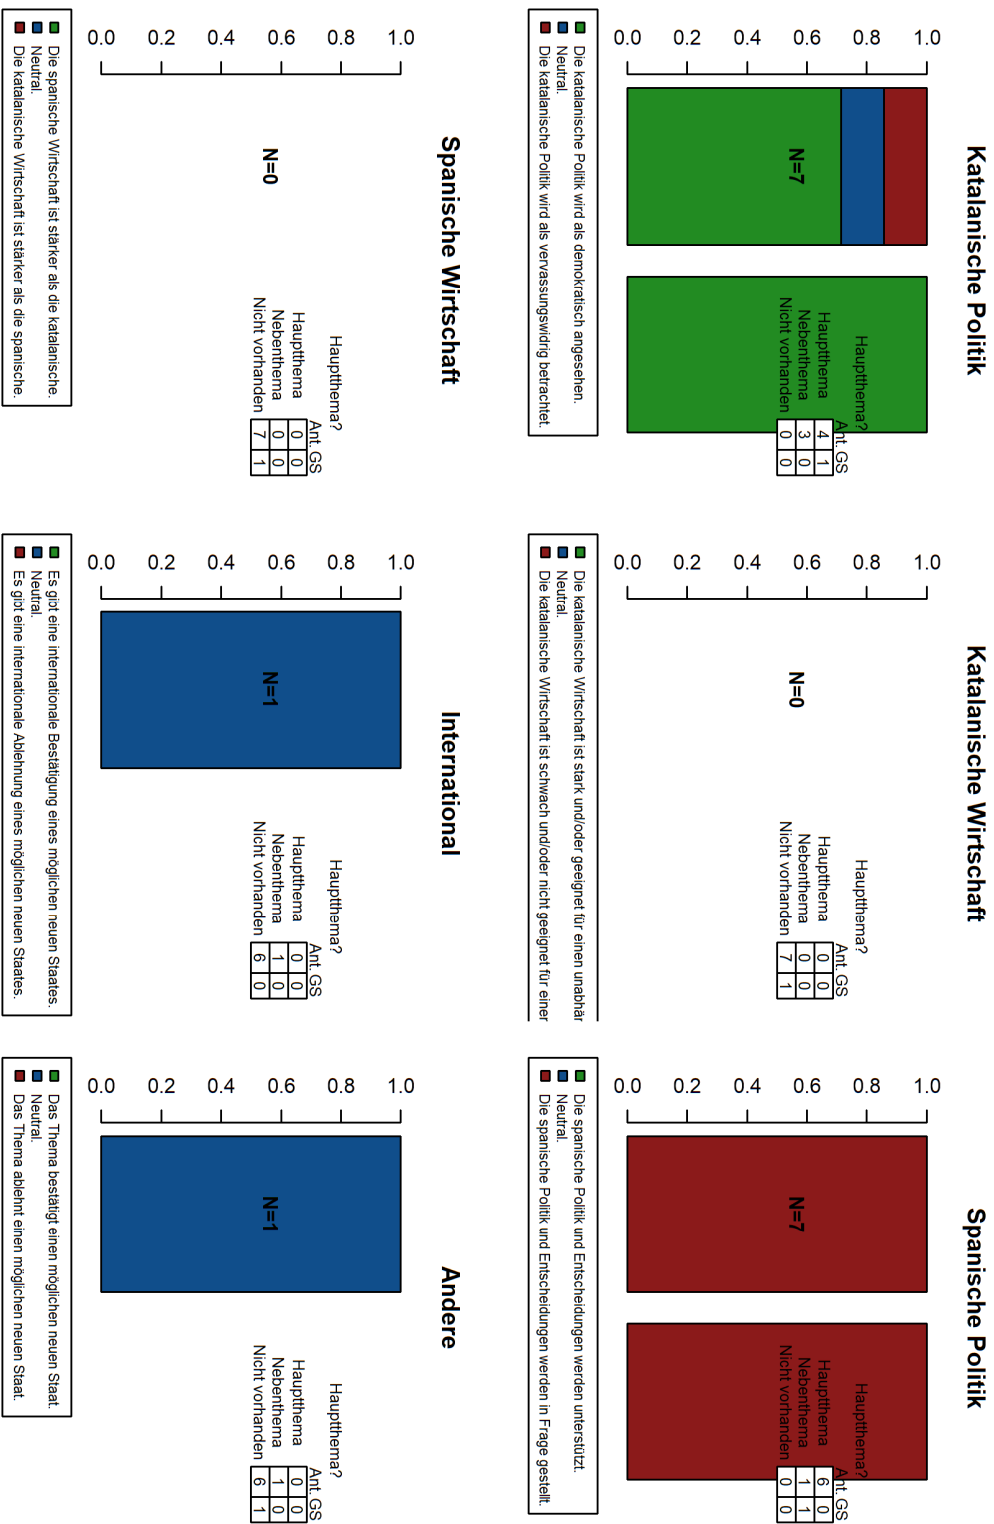 Katalanische Politik
1.0
0.8
0.6
0.4
0.2
0.0
N=7
Hauptthema?
Ant. GS
Hauptthema 4 1
Nebenthema 3 0
Nicht vorhanden 0 0
Die katalanische Politik wird als demokratisch angesehen.
Neutral.
Die katalanische Politik wird als vervassungswidrig betrachtet.
Katalanische Wirtschaft
1.0
0.8
0.6
0.4
0.2
0.0
N=0
Hauptthema?
Ant. GS
Hauptthema 0 0
Nebenthema 0 0
Nicht vorhanden 7 1
Die katalanische Wirtschaft ist stark und/oder geeignet für einen unabhär
Neutral.
Die katalanische Wirtschaft ist schwach und/oder nicht geeignet für einer
Spanische Politik
1.0
0.8
0.6
0.4
0.2
0.0
N=7
Hauptthema?
Ant. GS
Hauptthema 6 0
Nebenthema 1 1
Nicht vorhanden 0 0
Die spanische Politik und Entscheidungen werden unterstützt.
Neutral.
Die spanische Politik und Entscheidungen werden in Frage gestellt.
Spanische Wirtschaft
1.0
0.8
0.6
0.4
0.2
0.0
N=0
Hauptthema?
Ant. GS
Hauptthema 0 0
Nebenthema 0 0
Nicht vorhanden 7 1
Die spanische Wirtschaft ist stärker als die katalanische.
Neutral.
Die katalanische Wirtschaft ist stärker als die spanische.
International
1.0
0.8
0.6
0.4
0.2
0.0
N=1
Hauptthema?
Ant. GS
Hauptthema 0 0
Nebenthema 1 0
Nicht vorhanden 6 0
Es gibt eine internationale Bestätigung eines möglichen neuen Staates.
Neutral.
Es gibt eine internationale Ablehnung eines möglichen neuen Staates.
Andere
1.0
0.8
0.6
0.4
0.2
0.0
N=1
Hauptthema?
Ant. GS
Hauptthema 0 0
Nebenthema 1 0
Nicht vorhanden 6 1
Das Thema bestätigt einen möglichen neuen Staat.
Neutral.
Das Thema ablehnt einen möglichen neuen Staat.